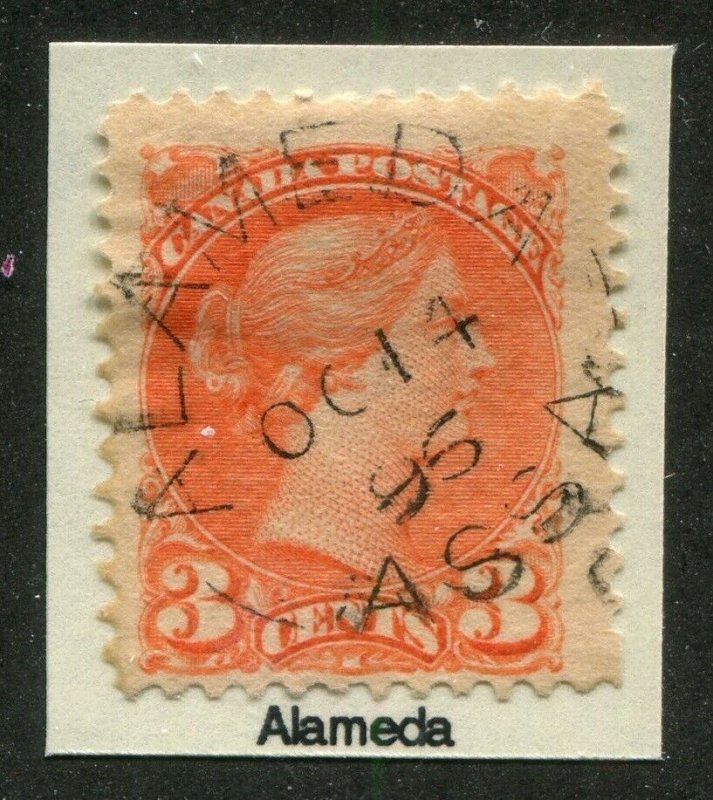 CANADA POSTAGE
ALAMEDA
OC 14
95
ASSA
3 CENTS 3
Alameda